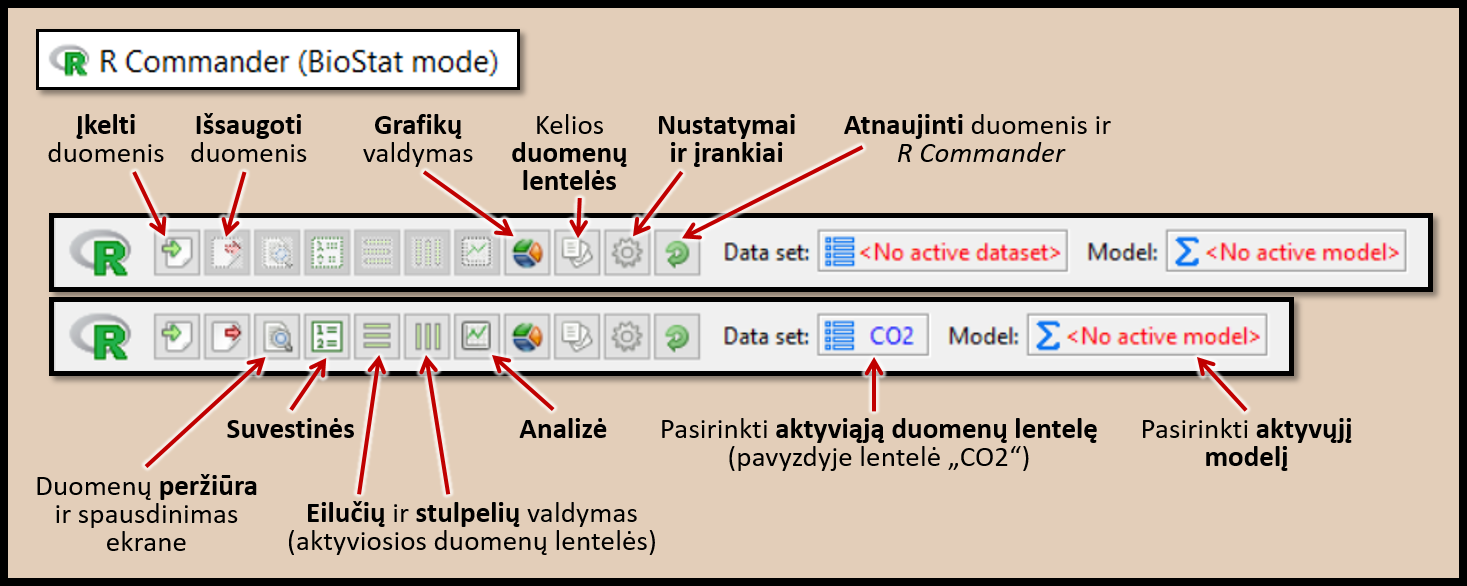 R Commander (BioStat mode)
Įkelti
duomenis
Išsaugoti
duomenis
Grafikų
valdymas
Kelios
duomenų
lentelės
Nustatymai
ir įrankiai
Atnaujinti duomenis ir
R Commander
R Data set: <No active dataset> Model: Σ <No active model>
R Data set: CO2 Model: Σ <No active model>
Suvestinės
Analizė
Pasirinkti aktyviąją duomenų lentelę
(pavyzdyje lentelė „CO2“)
Pasirinkti aktyvųjį
modelį
Duomenų peržiūra
ir spausdinimas
ekrane
Eilučių ir stulpelių valdymas
(aktyviosios duomenų lentelės)